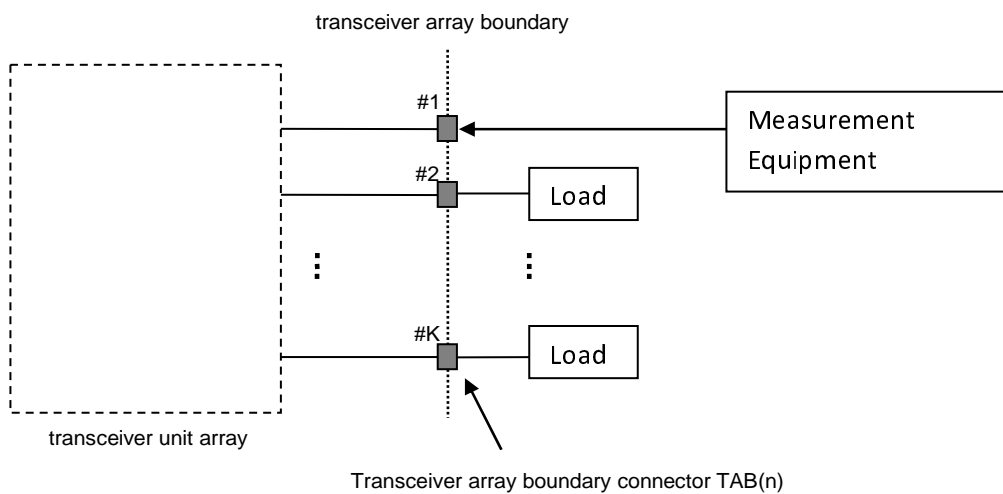 transceiver array boundary
#1
Measurement
Equipment
#2
Load
#K
Load
transceiver unit array
Transceiver array boundary connector TAB(n)